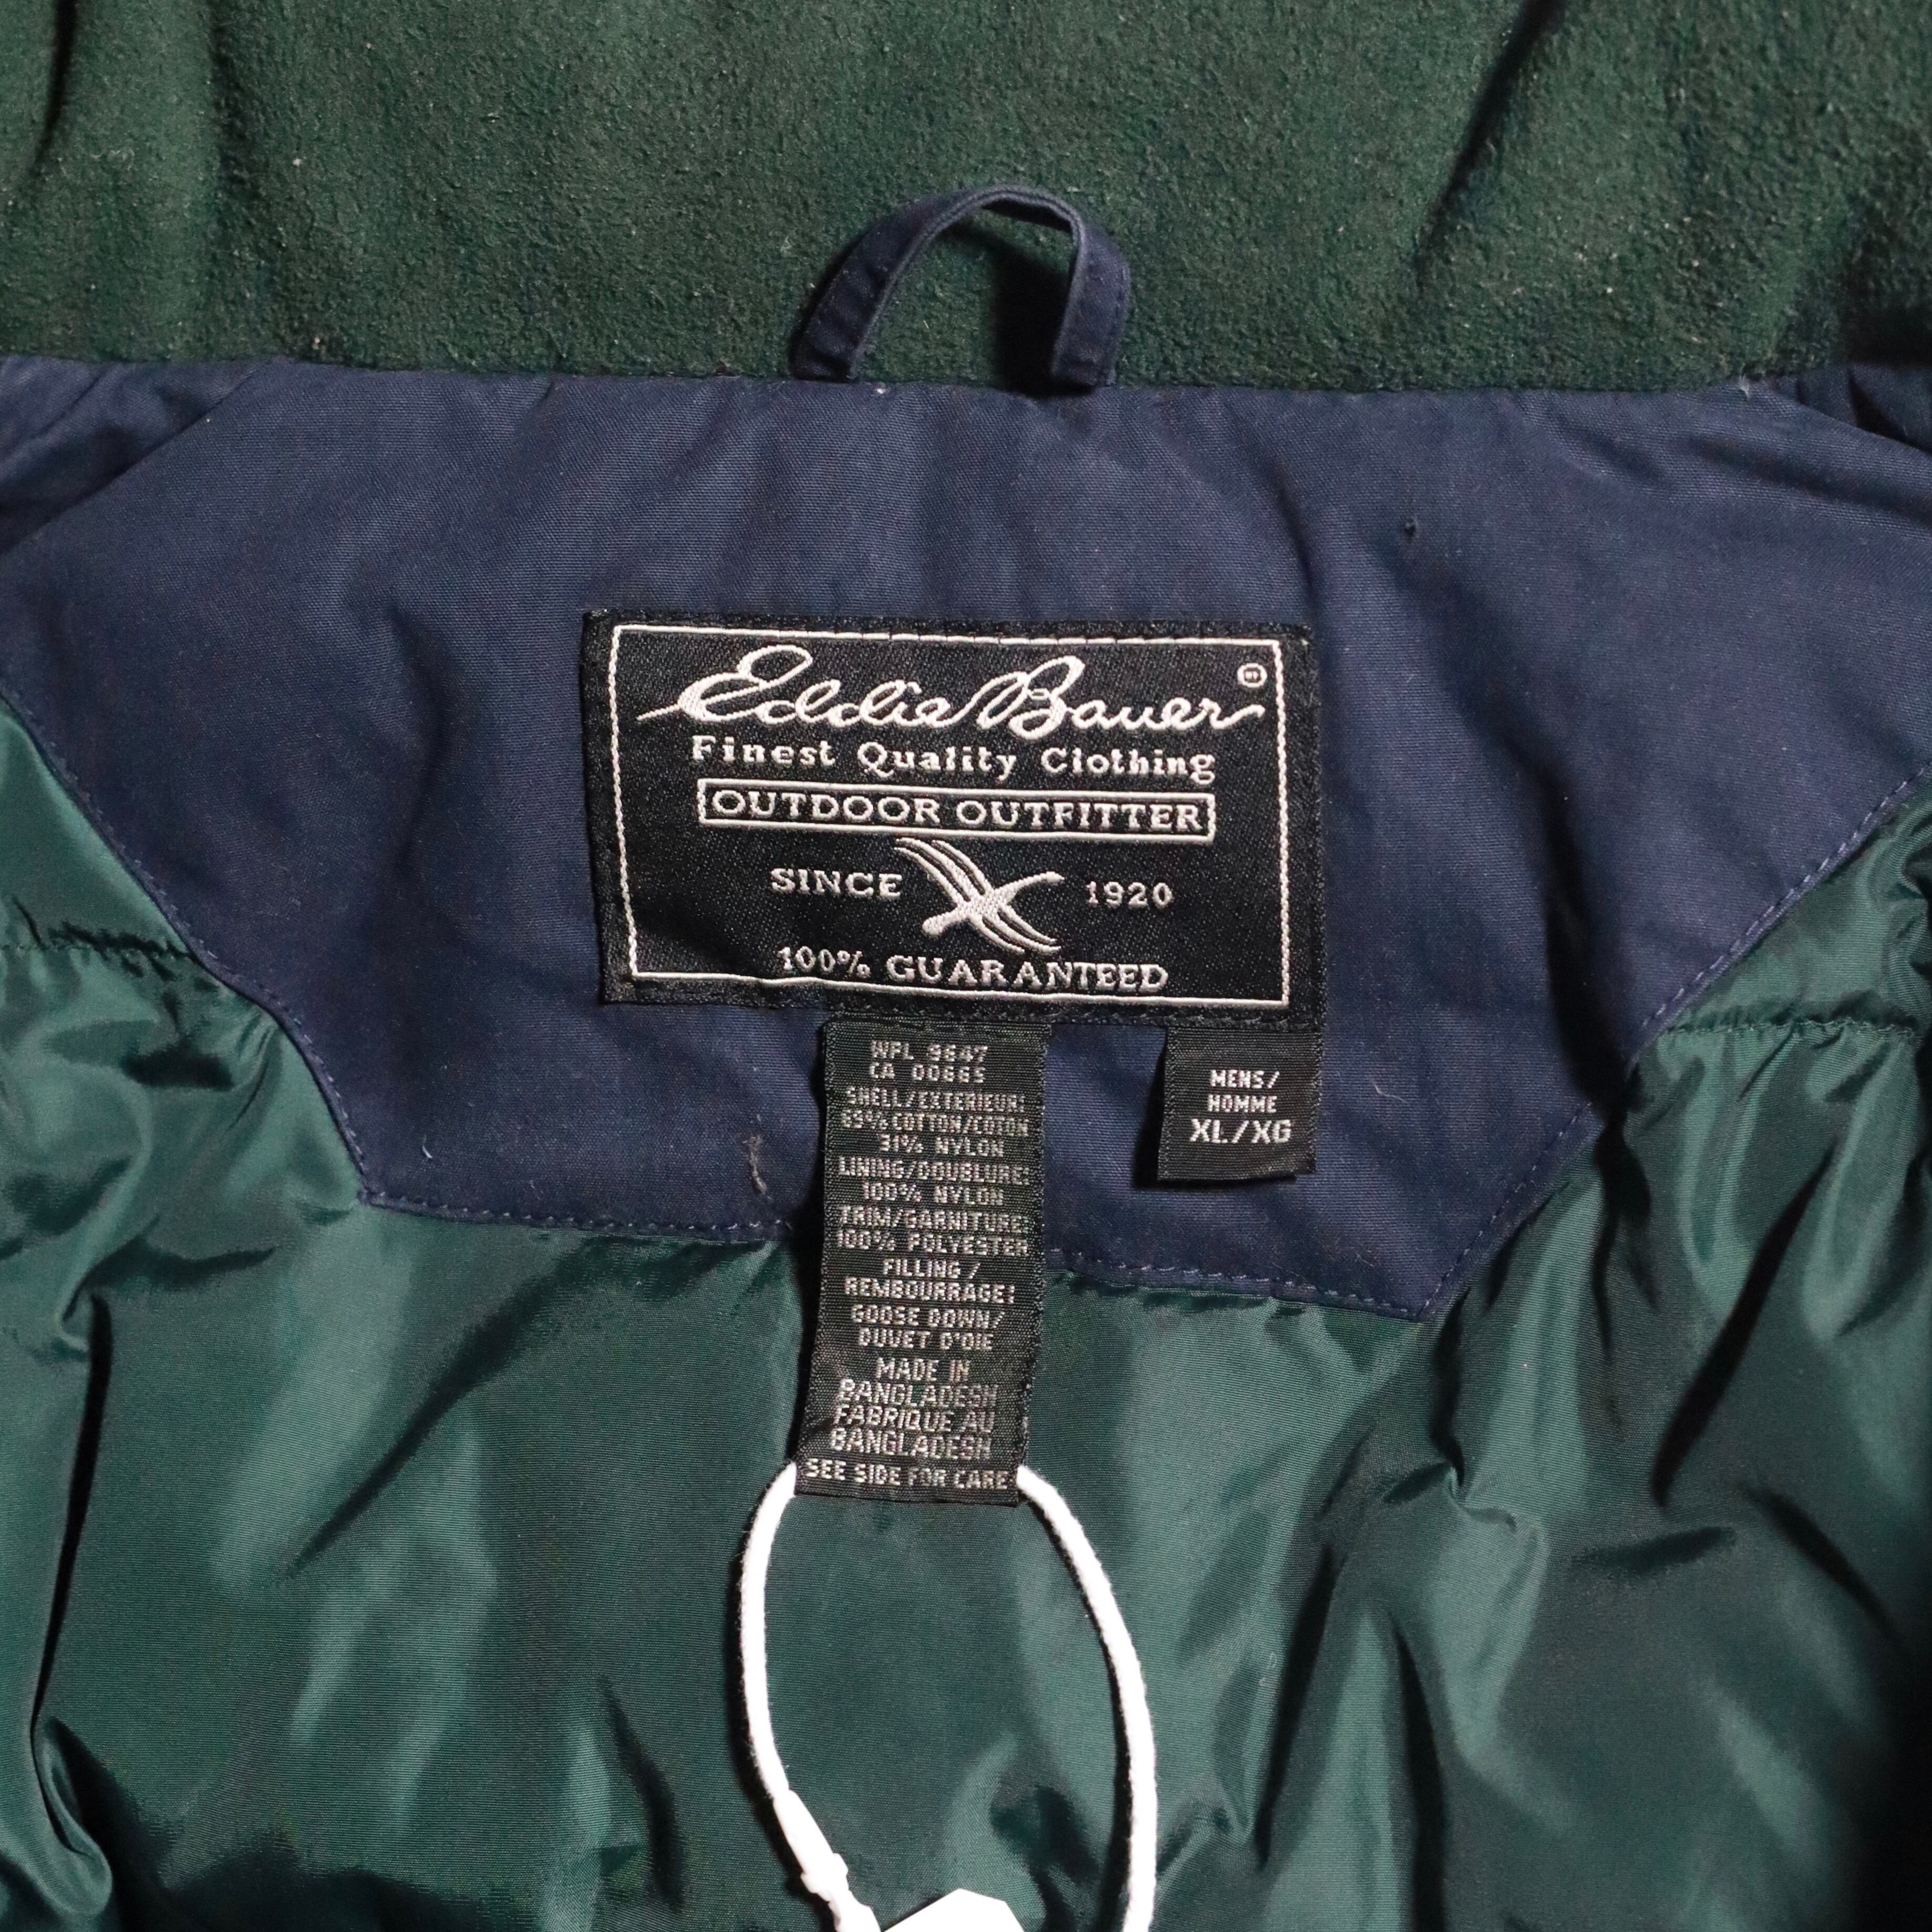 Eddie Bauer®
Finest Quality Clothing
OUTDOOR OUTFITTER
SINCE 1920
100% GUARANTEED
WPL 9647
CA 00665
SHELL/EXTERIEUR:
69% COTTON/COTON
31% NYLON
LINING/DOUBLURE:
100% NYLON
TRIM/GARNITURE:
100% POLYESTER
FILLING/
REMBOURRAGE:
GOOSE DOWN/
DUVET D'OIE
MADE IN
BANGLADESH
FABRIQUE AU
BANGLADESH
SEE SIDE FOR CARE
MENS/
HOMME
XL/XG